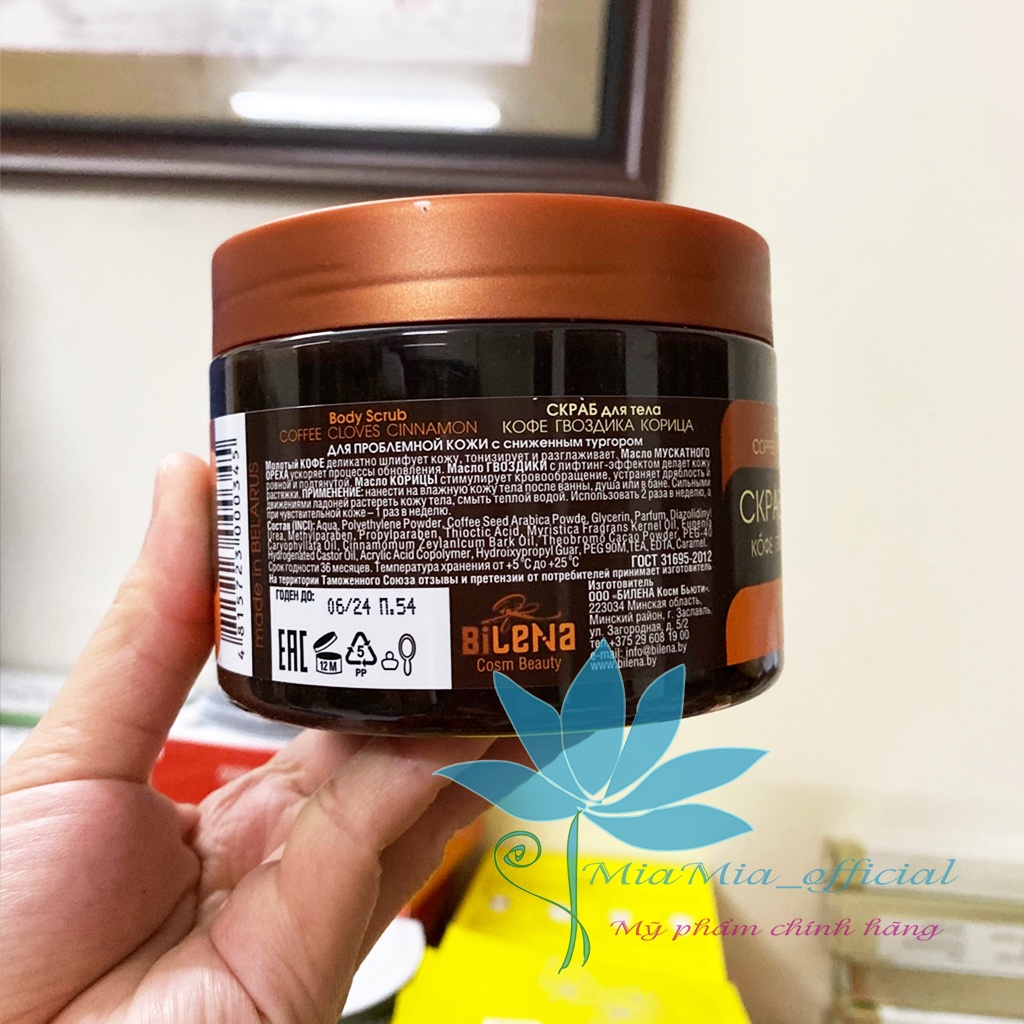 Body Scrub
COFFEE CLOVES CINNAMON
СКРАБ для тела
КОФЕ ГВОЗДИКА КОРИЦА
ДЛЯ ПРОБЛЕМНОЙ КОЖИ с сниженным тургором
Молотый КОФЕ деликатно шлифует кожу, тонизирует и разглаживает. Масло МУСКАТНОГО
ОРЕХА ускоряет процессы обновления. Масло ГВОЗДИКИ с лифтинг-эффектом делает кожу
ровной и подтянутой. Масло КОРИЦЫ стимулирует кровообращение, устраняет дряблость и
растяжки. ПРИМЕНЕНИЕ: нанести на влажную кожу тела после ванны, душа или в бане. Сильными
движениями ладоней растереть кожу тела, смыть теплой водой. Использовать 2 раза в неделю, а
при чувствительной коже – 1 раз в неделю.
Состав (INCI): Aqua, Polyethylene Powder, Coffee Seed Arabica Powde, Glycerin, Parfum, Diazolidinyl
Urea, Methylparaben, Propylparaben, Thioctic Acid, Myristica Fragrans Kernel Oil, Eugenia
Caryophyllata Oil, Cinnamontom Zeylanicum Bark Oil, Theobromo Cacao Powder, PEG-40
Hydrogenated Castor Oil, Acrylic Acid Copolymer, Hydroixypropyl Guar, PEG 90M, TEA, EDTA, Caramel.
ГОСТ 31695-2012
Срок годности 36 месяцев. Температура хранения от +5°C до +25°C
На территории Таможенного Союза отзывы и претензии от потребителей принимает изготовитель
ГОДЕН ДО:
06/24 П.54
EAC
12 M
5
PP
BiLENA
Cosm Beauty
Изготовитель
ООО «БИЛЕНА Косм Бьюти».
223034 Минская область,
Минский район, г. Заславль,
ул. Загородная, д. 5/2
тел. +375 29 608 19 00
e-mail: info@bilena.by
www.bilena.by
4 815723 000345
made in BELARUS
COFFE
СКРА
КОФЕ Г
MiaMia_official
Mỹ phẩm chính hãng